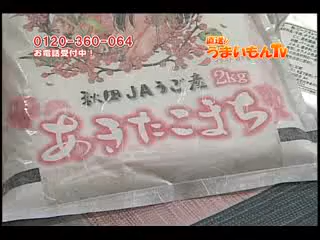 0120-360-064
お電話受付中！
直送！
うまいもんTV
秋田JAうご産
2kg
あきたこまち